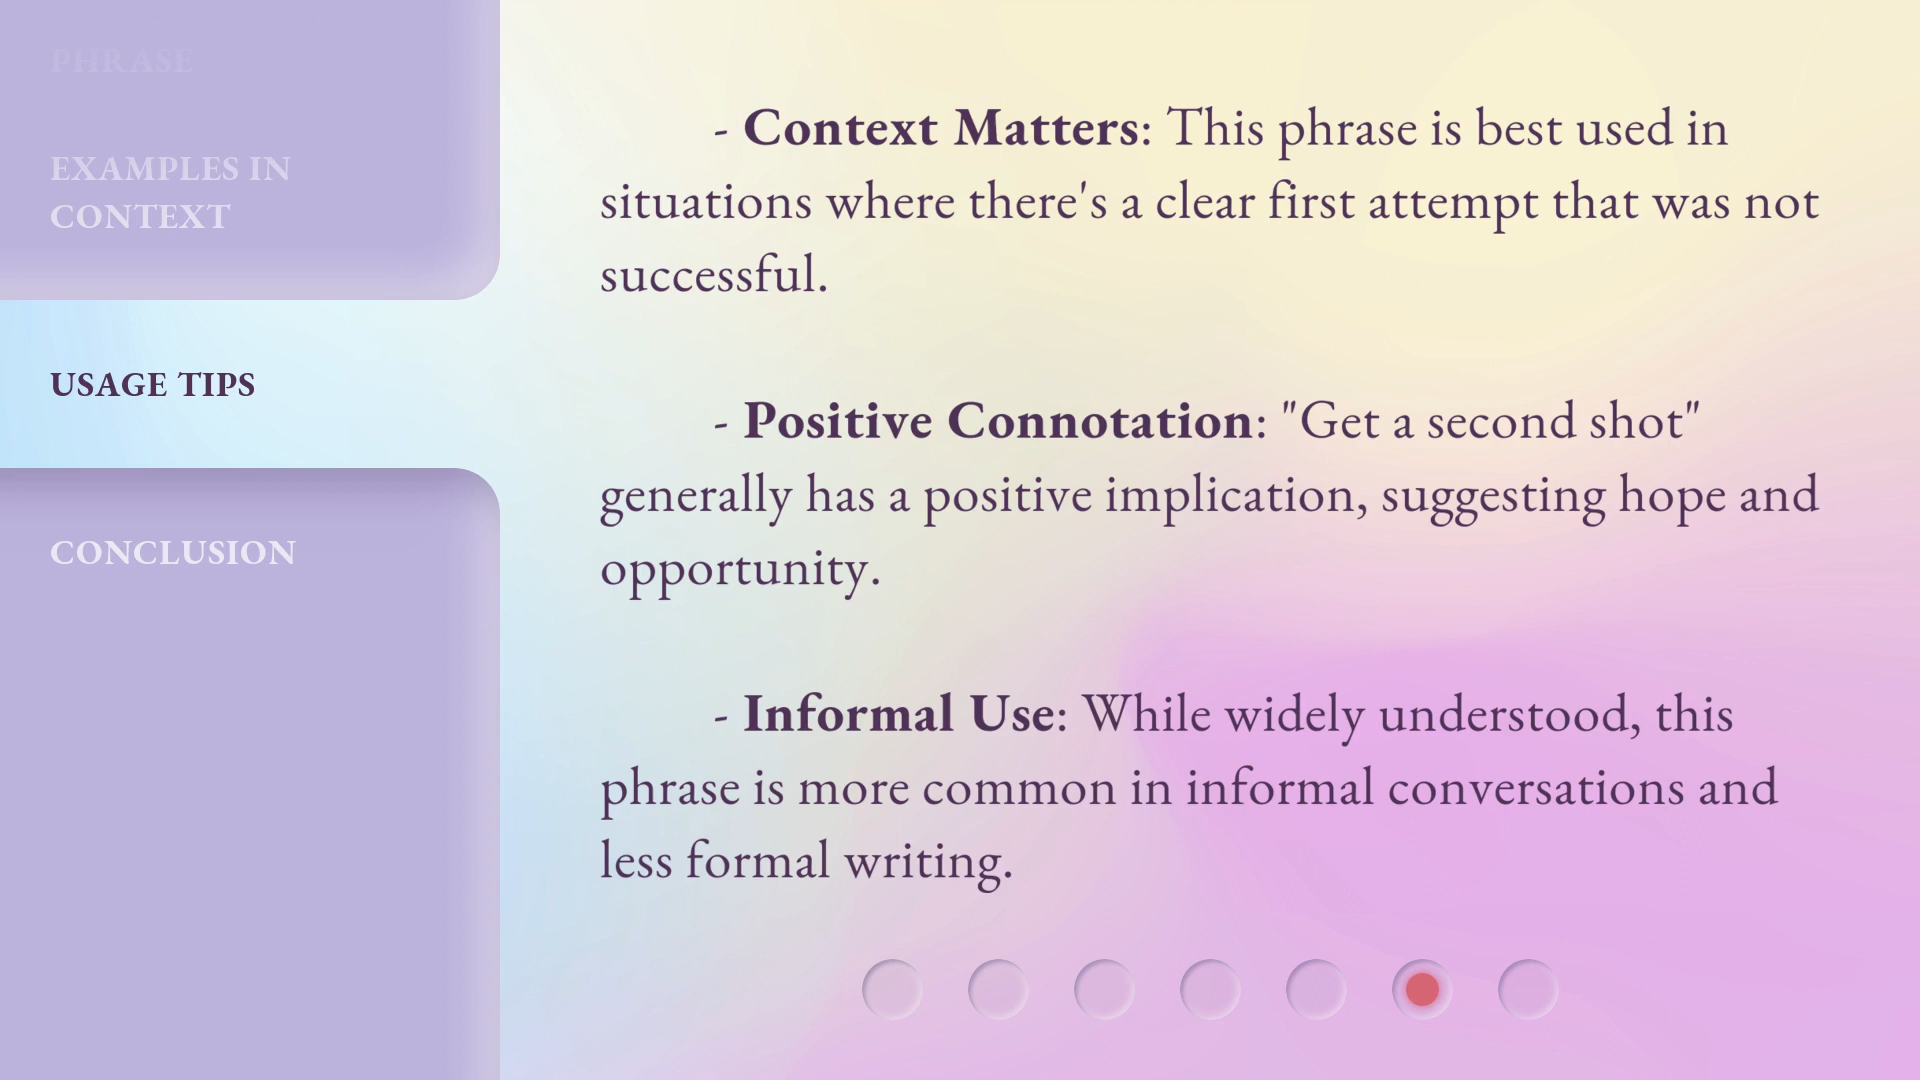 PHRASE
EXAMPLES IN
CONTEXT
USAGE TIPS
CONCLUSION
- Context Matters: This phrase is best used in
situations where there's a clear first attempt that was not
successful.
- Positive Connotation: "Get a second shot"
generally has a positive implication, suggesting hope and
opportunity.
- Informal Use: While widely understood, this
phrase is more common in informal conversations and
less formal writing.